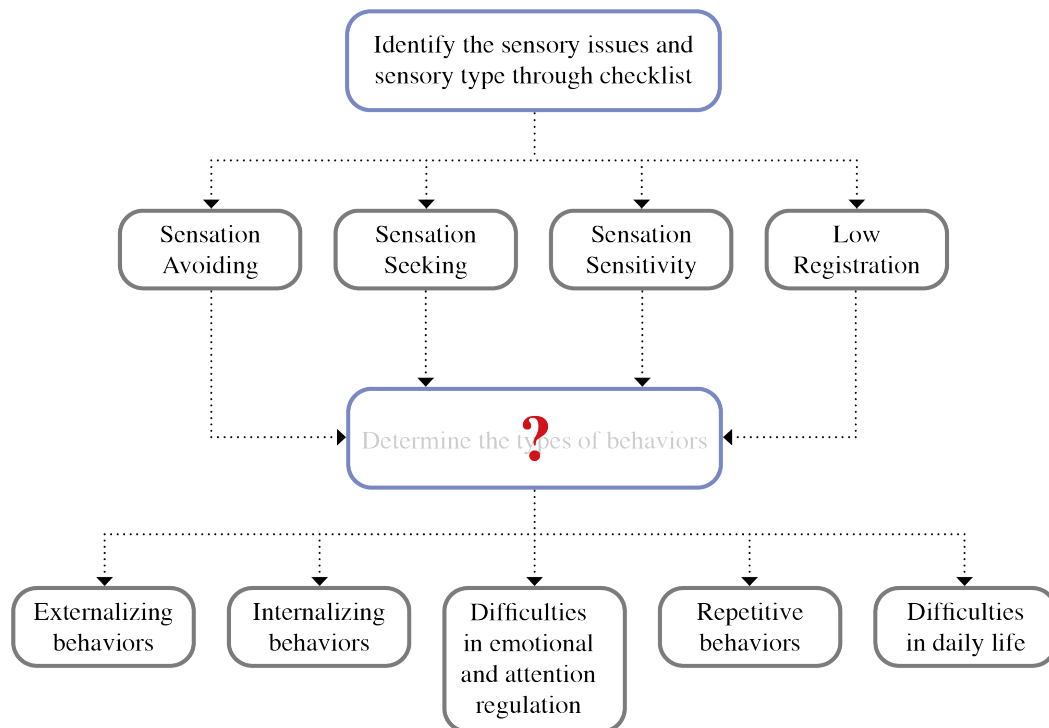 Identify the sensory issues and
sensory type through checklist
Sensation
Avoiding
Sensation
Seeking
Sensation
Sensitivity
Low
Registration
Determine the types of behaviors
?
Externalizing
behaviors
Internalizing
behaviors
Difficulties
in emotional
and attention
regulation
Repetitive
behaviors
Difficulties
in daily life